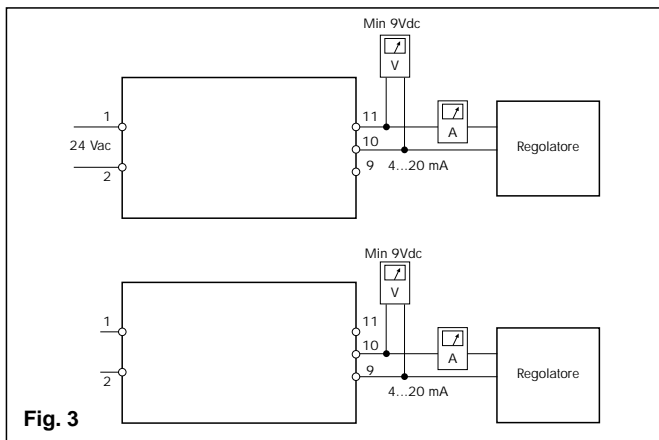 Min 9Vdc
V
1
11
A
24 Vac
10
Regolatore
2
9
4...20 mA
Min 9Vdc
V
1
11
10
A
2
9
Regolatore
4...20 mA
Fig. 3